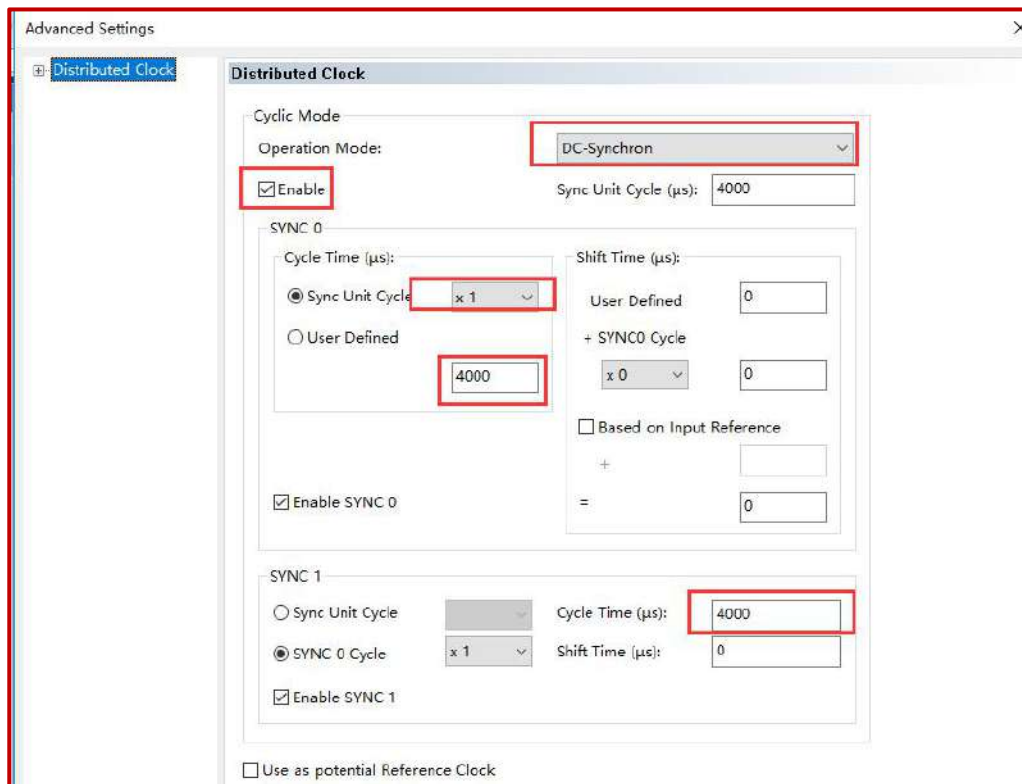 Advanced Settings
Distributed Clock
Distributed Clock
Cyclic Mode
Operation Mode: DC-Synchron
Enable Sync Unit Cycle (µs): 4000
SYNC 0
Cycle Time (µs): Shift Time (µs):
Sync Unit Cycle x 1 User Defined 0
User Defined + SYNC0 Cycle
4000 x 0 0
Based on Input Reference
+
Enable SYNC 0 = 0
SYNC 1
Sync Unit Cycle Cycle Time (µs): 4000
SYNC 0 Cycle x 1 Shift Time (µs): 0
Enable SYNC 1
Use as potential Reference Clock